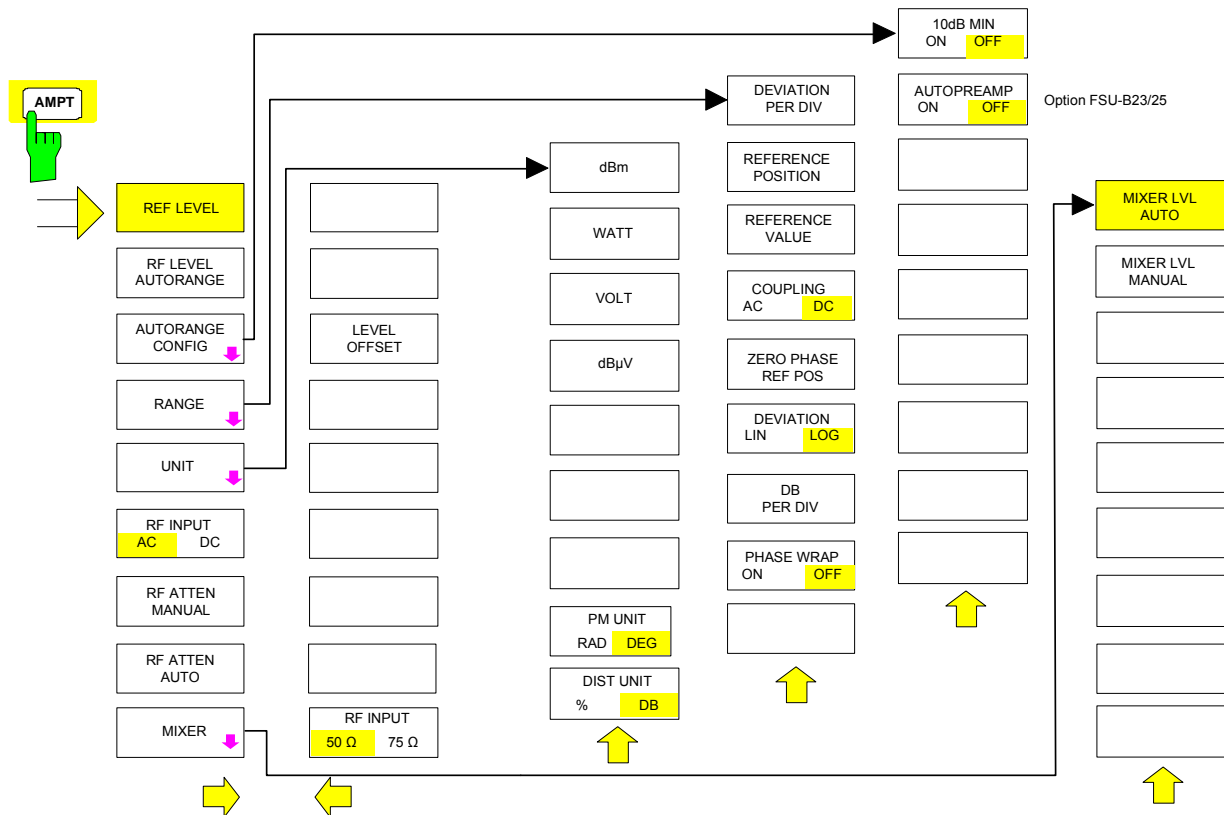 AMPT
REF LEVEL
RF LEVEL
AUTORANGE
AUTORANGE
CONFIG
RANGE
UNIT
RF INPUT
AC DC
RF ATTEN
MANUAL
RF ATTEN
AUTO
MIXER
LEVEL
OFFSET
RF INPUT
50 Ω 75 Ω
dBm
WATT
VOLT
dBµV
PM UNIT
RAD DEG
DIST UNIT
% DB
DEVIATION
PER DIV
REFERENCE
POSITION
REFERENCE
VALUE
COUPLING
AC DC
ZERO PHASE
REF POS
DEVIATION
LIN LOG
DB
PER DIV
PHASE WRAP
ON OFF
10dB MIN
ON OFF
AUTOPREAMP
ON OFF
Option FSU-B23/25
MIXER LVL
AUTO
MIXER LVL
MANUAL